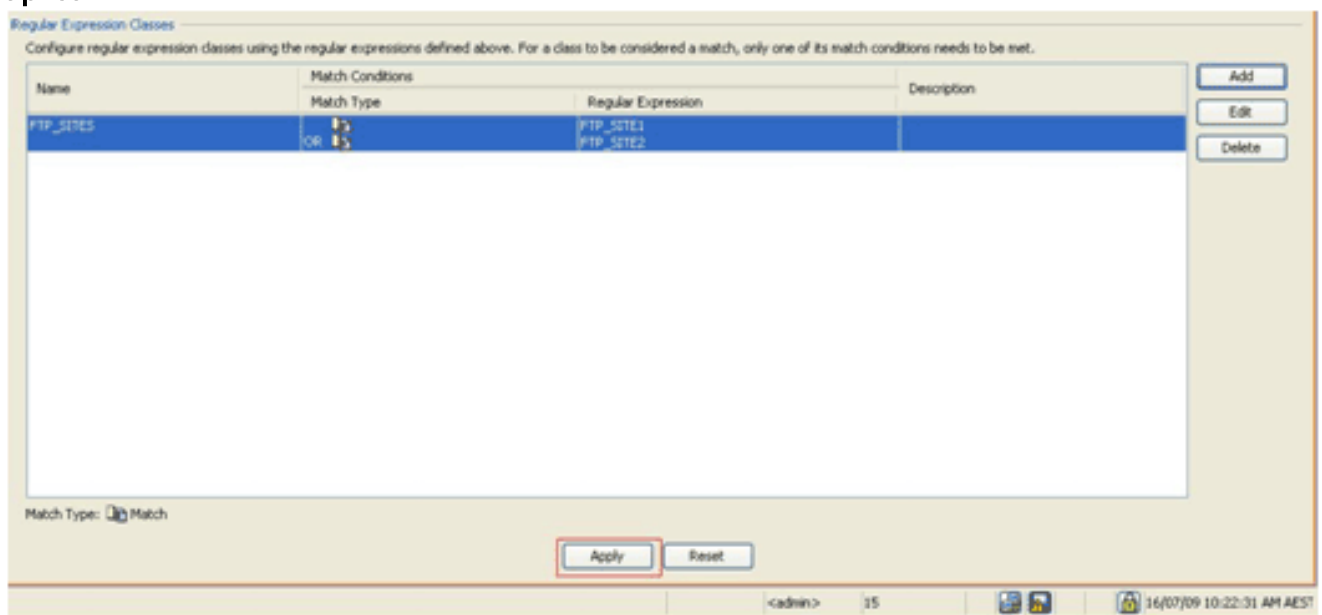 Regular Expression Classes
Configure regular expression classes using the regular expressions defined above. For a class to be considered a match, only one of its match conditions needs to be met.
Name
Match Conditions
Description
Match Type
Regular Expression
FTP_SITES
FTP_SITE1
OR
FTP_SITE2
Add
Edit
Delete
Match Type: Match
Apply
Reset
<admin>
15
16/07/09 10:22:31 AM AEST